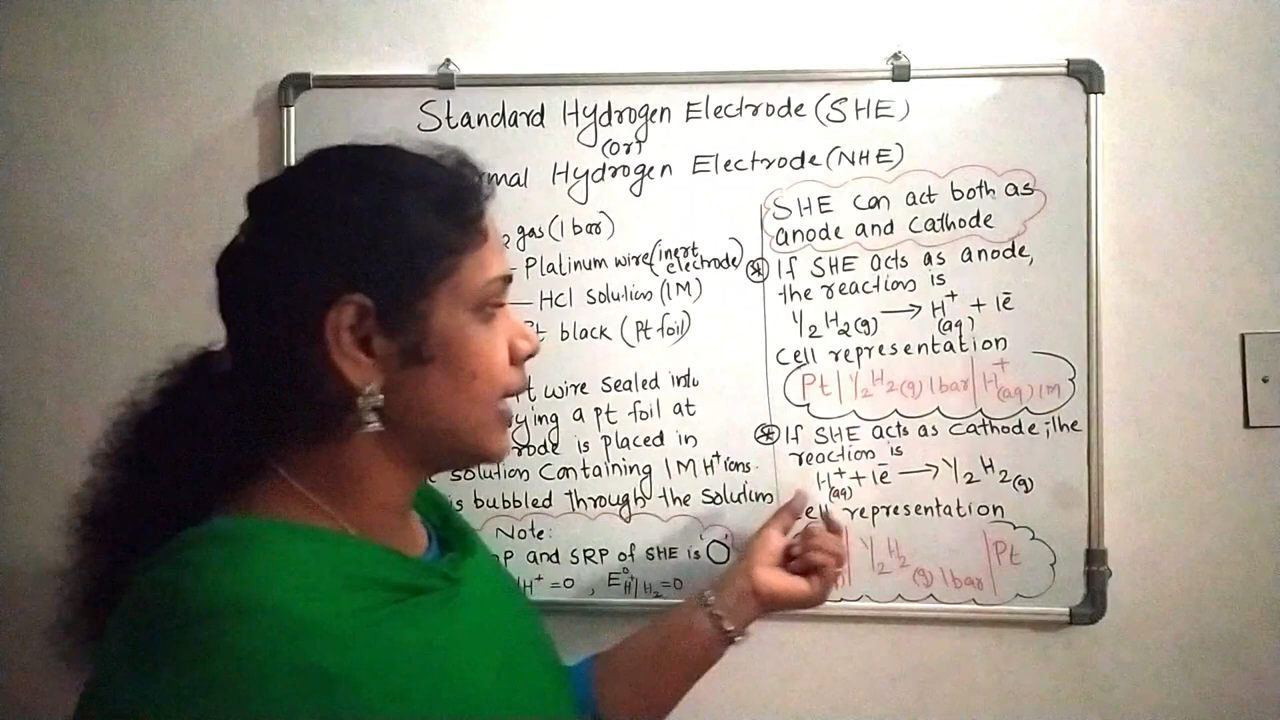 Standard Hydrogen Electrode (SHE)
(or)
Hydrogen Electrode (NHE)
gas (1 bar)
Platinum wire (inert electrode)
HCl Solution (1M)
black (Pt foil)
wire sealed into
a pt foil at
is placed in
solution containing 1M H⁺ ions.
is bubbled through the solution
Note:
and SRP of SHE is 'O'
/H⁺ = 0, E⁰H⁺/H₂ = 0
SHE can act both as
anode and cathode
If SHE acts as anode,
the reaction is
½ H₂(g) → H⁺(aq) + 1e̅
Cell representation
Pt | ½ H₂(g) 1 bar | H⁺(aq) 1M
If SHE acts as cathode; the
reaction is
H⁺(aq) + 1e̅ → ½ H₂(g)
representation
| ½ H₂(g) 1 bar | Pt